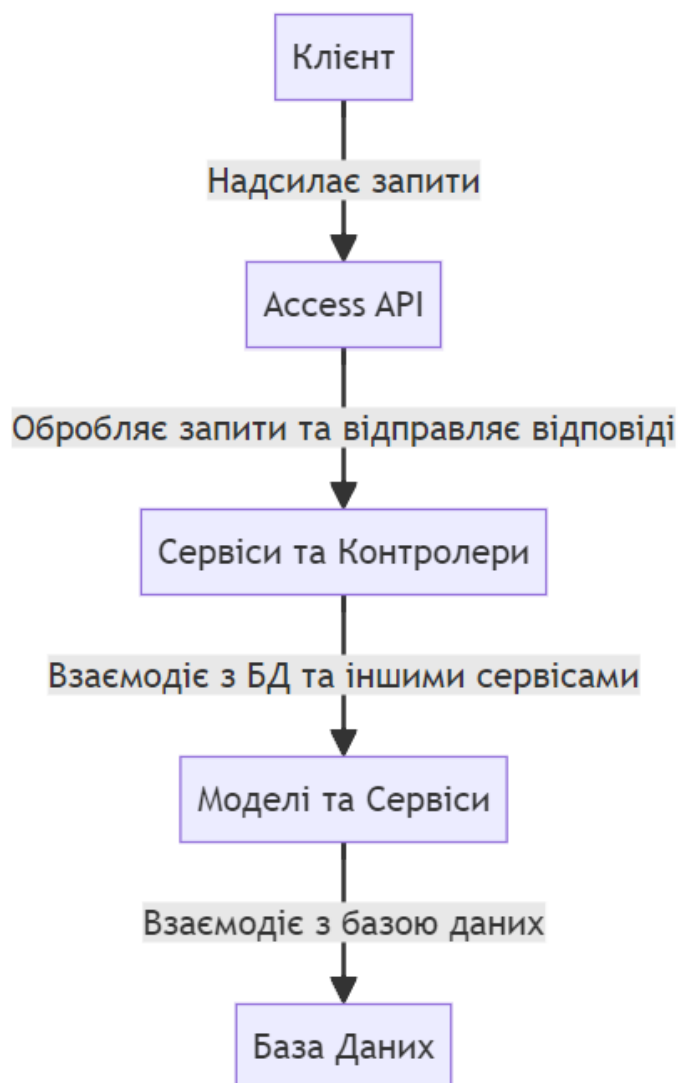 Клієнт
Надсилає запити
Access API
Обробляє запити та відправляє відповіді
Сервіси та Контролери
Взаємодіє з БД та іншими сервісами
Моделі та Сервіси
Взаємодіє з базою даних
База Даних